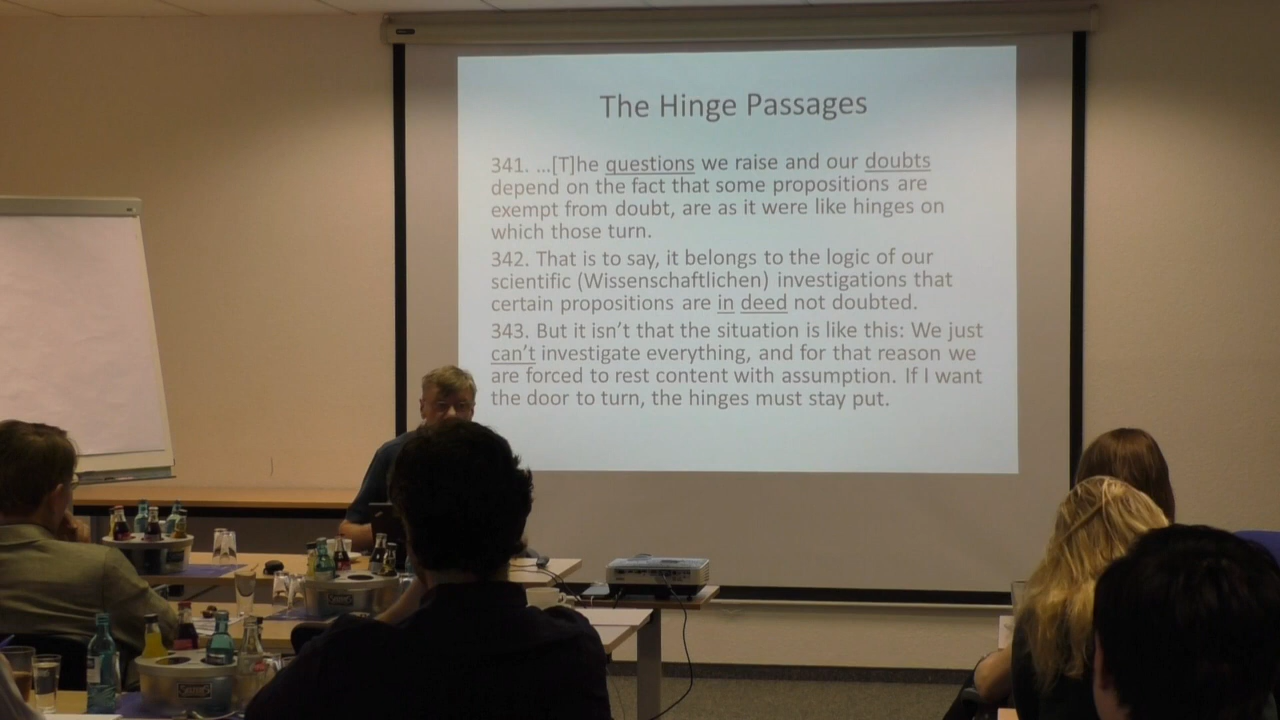 The Hinge Passages
341. ...[T]he questions we raise and our doubts
depend on the fact that some propositions are
exempt from doubt, are as it were like hinges on
which those turn.
342. That is to say, it belongs to the logic of our
scientific (Wissenschaftlichen) investigations that
certain propositions are in deed not doubted.
343. But it isn't that the situation is like this: We just
can't investigate everything, and for that reason we
are forced to rest content with assumption. If I want
the door to turn, the hinges must stay put.